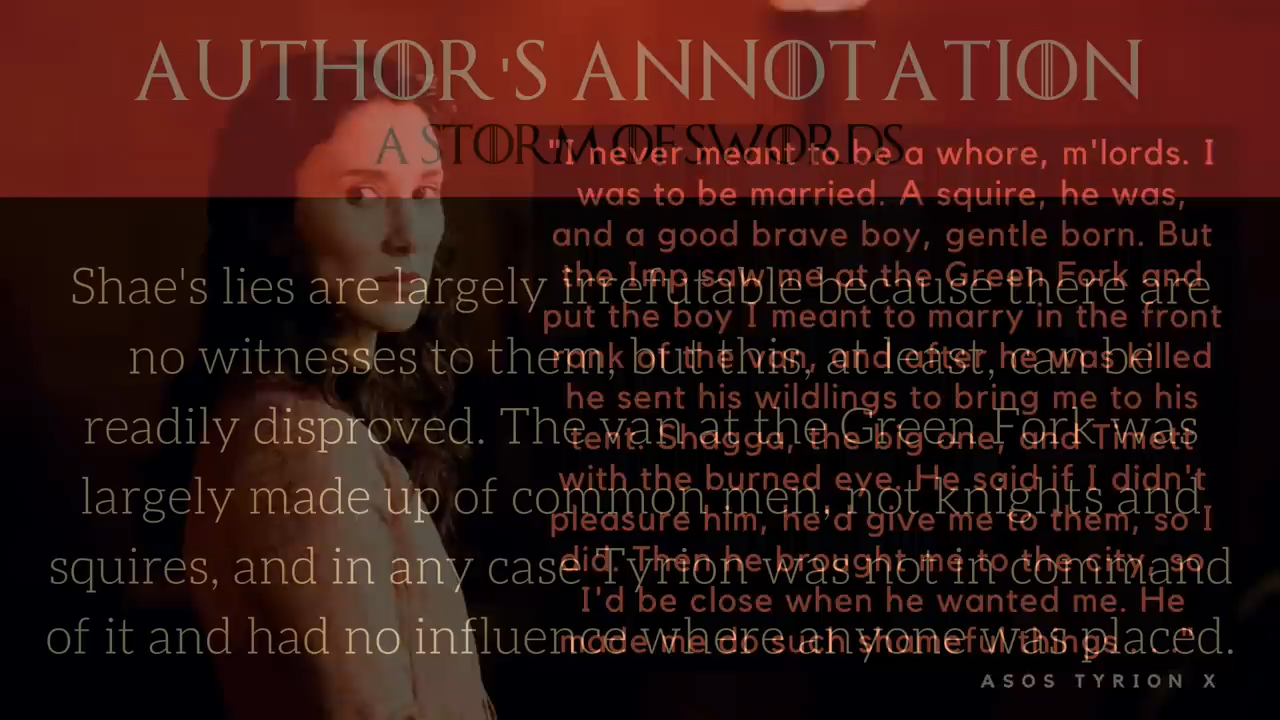 AUTHOR'S ANNOTATION
A STORM OF SWORDS
Shae's lies are largely irrefutable because there are
no witnesses to them, but this, at least, can be
readily disproved. The van at the Green Fork was
largely made up of common men, not knights and
squires, and in any case Tyrion was not in command
of it and had no influence where anyone was placed.
"I never meant to be a whore, m'lords. I
was to be married. A squire, he was,
and a good brave boy, gentle born. But
the Imp saw me at the Green Fork and
put the boy I meant to marry in the front
rank of the van, and after he was killed
he sent his wildlings to bring me to his
tent. Shagga, the big one, and Timett
with the burned eye. He said if I didn't
pleasure him, he'd give me to them, so I
did. Then he brought me to the city, so
I'd be close when he wanted me. He
made me do such shameful things . . ."
ASOS TYRION X